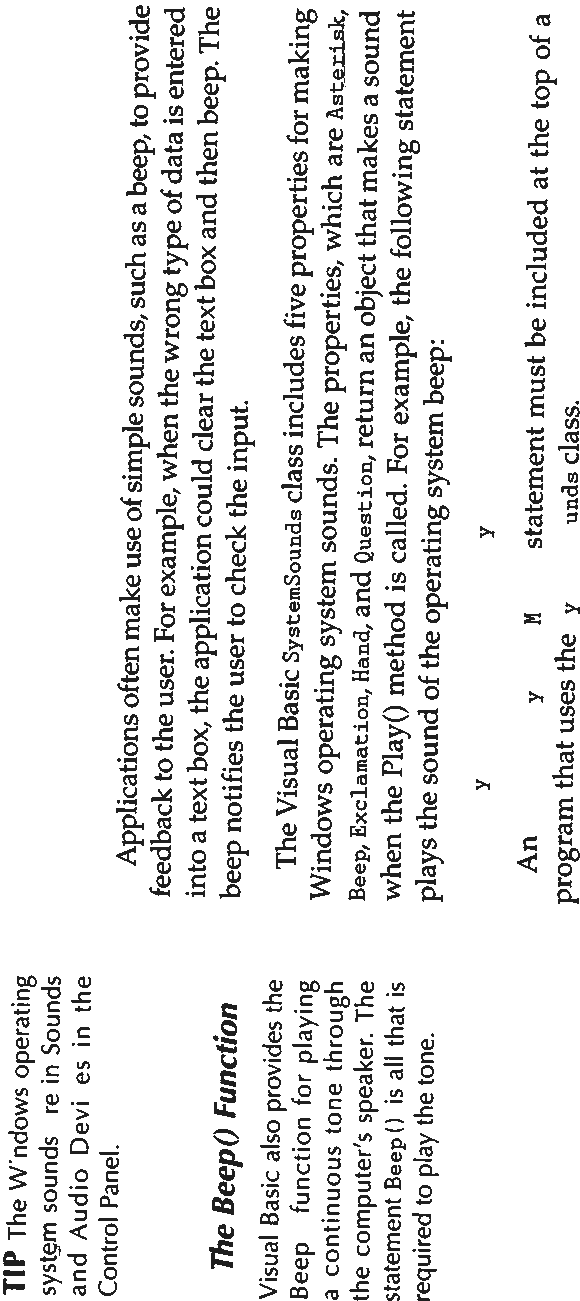 TIP The W'ndows operating
system sounds re in Sounds
and Audio Devi es in the
Control Panel.
The Beep() Function
Visual Basic also provides the
Beep function for playing
a continuous tone through
the computer's speaker. The
statement Beep() is all that is
required to play the tone.
Applications often make use of simple sounds, such as a beep, to provide
feedback to the user. For example, when the wrong type of data is entered
into a text box, the application could clear the text box and then beep. The
beep notifies the user to check the input.
The Visual Basic SystemSounds class includes five properties for making
Windows operating system sounds. The properties, which are Asterisk,
Beep, Exclamation, Hand, and Question, return an object that makes a sound
when the Play() method is called. For example, the following statement
plays the sound of the operating system beep:
y y
An y M statement must be included at the top of a
program that uses the y unds class.